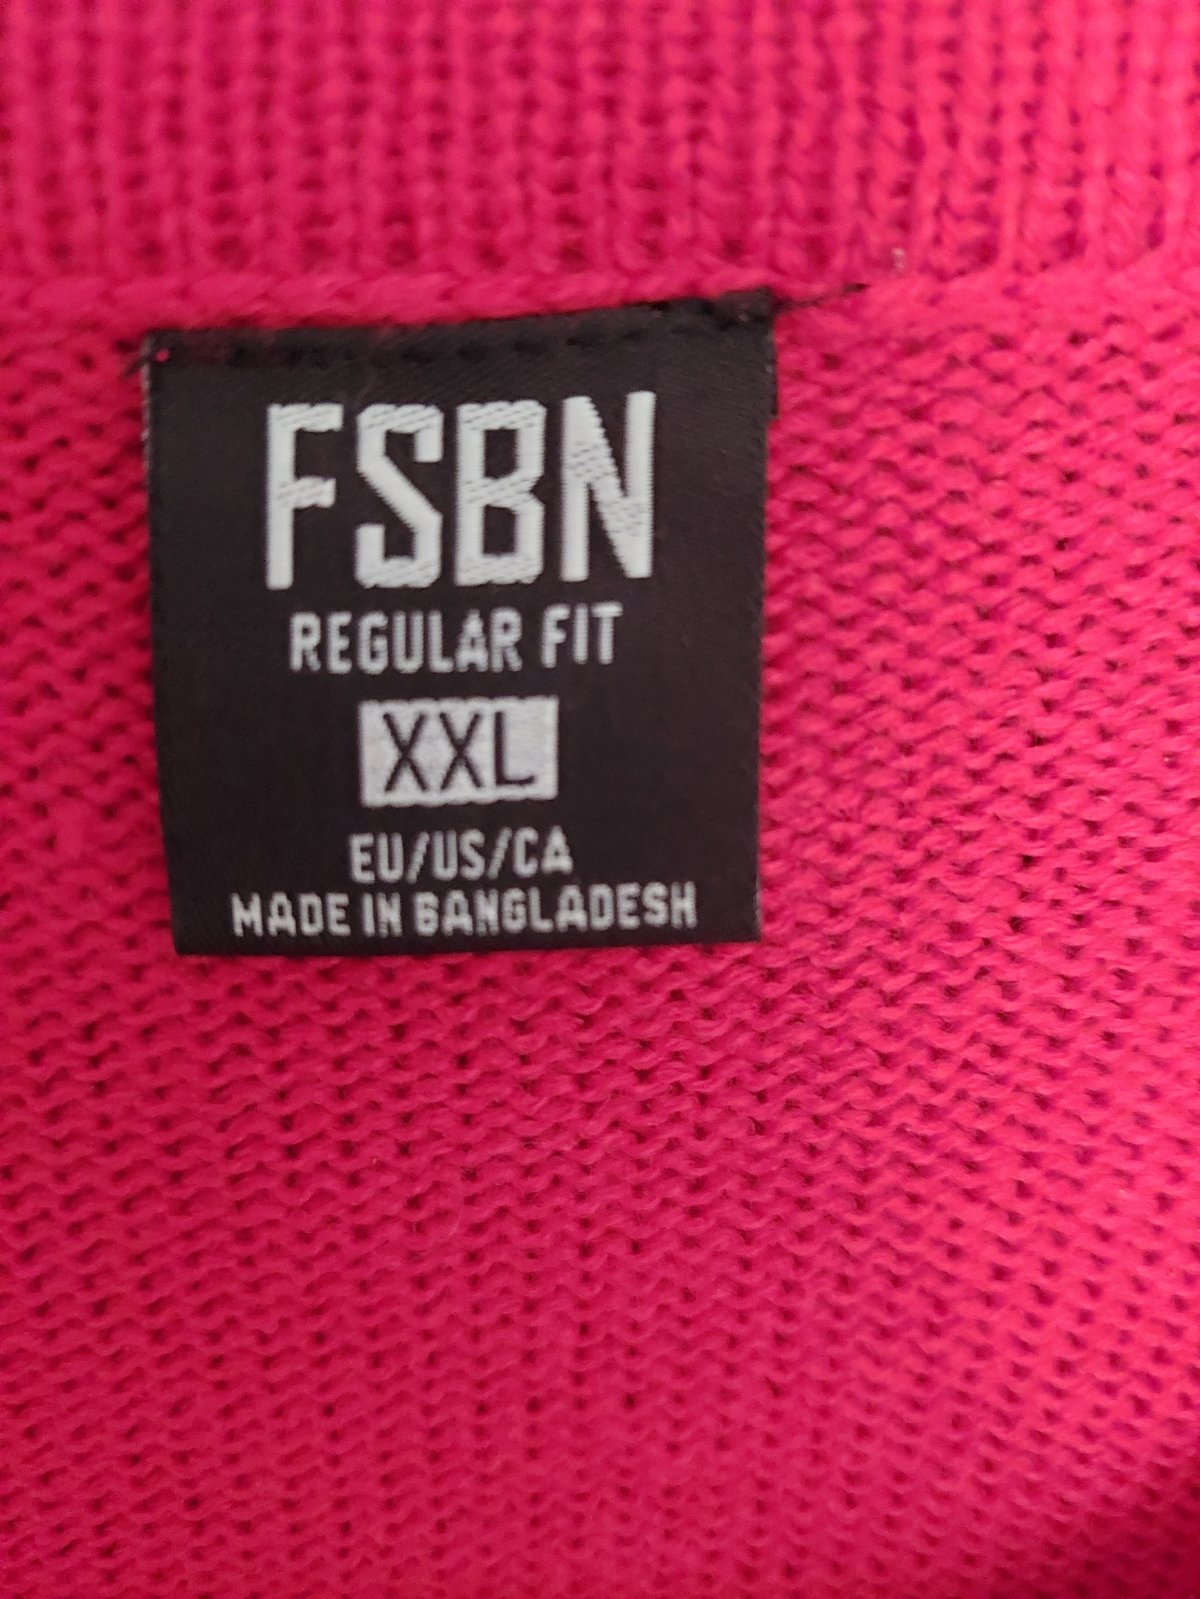 FSBN
REGULAR FIT
XXL
EU/US/CA
MADE IN BANGLADESH